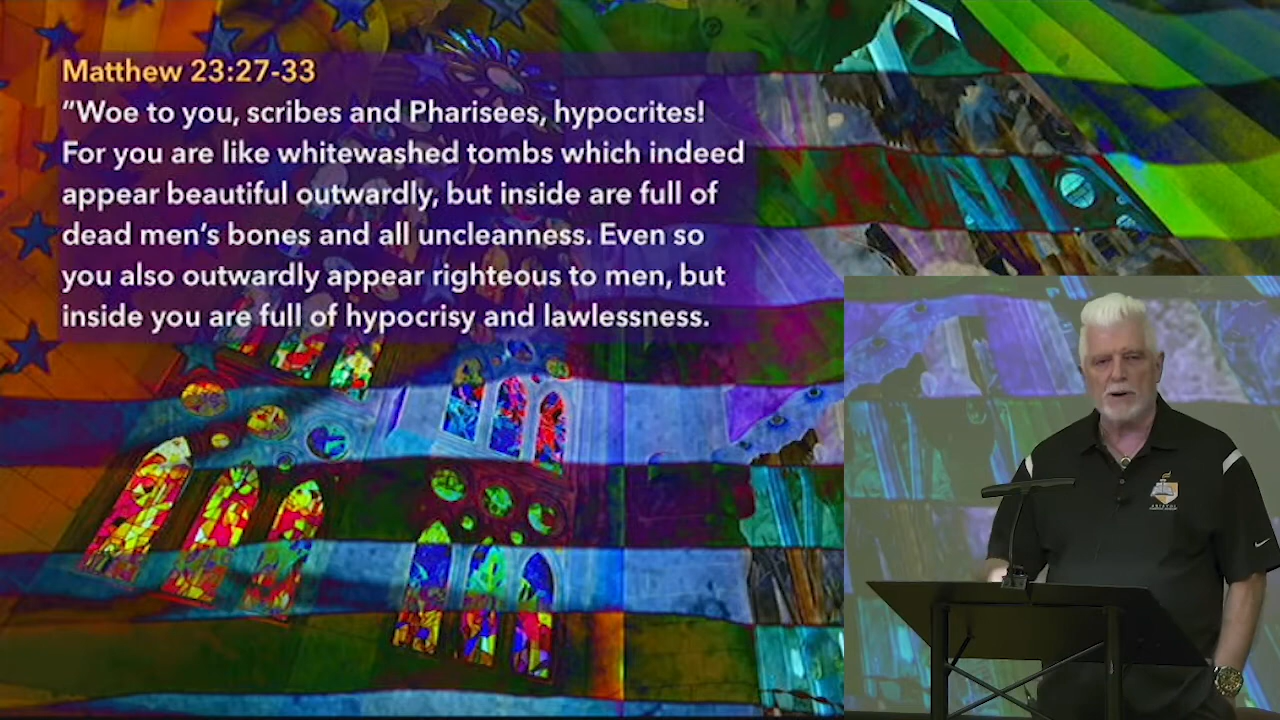 Matthew 23:27-33
“Woe to you, scribes and Pharisees, hypocrites!
For you are like whitewashed tombs which indeed
appear beautiful outwardly, but inside are full of
dead men’s bones and all uncleanness. Even so
you also outwardly appear righteous to men, but
inside you are full of hypocrisy and lawlessness.